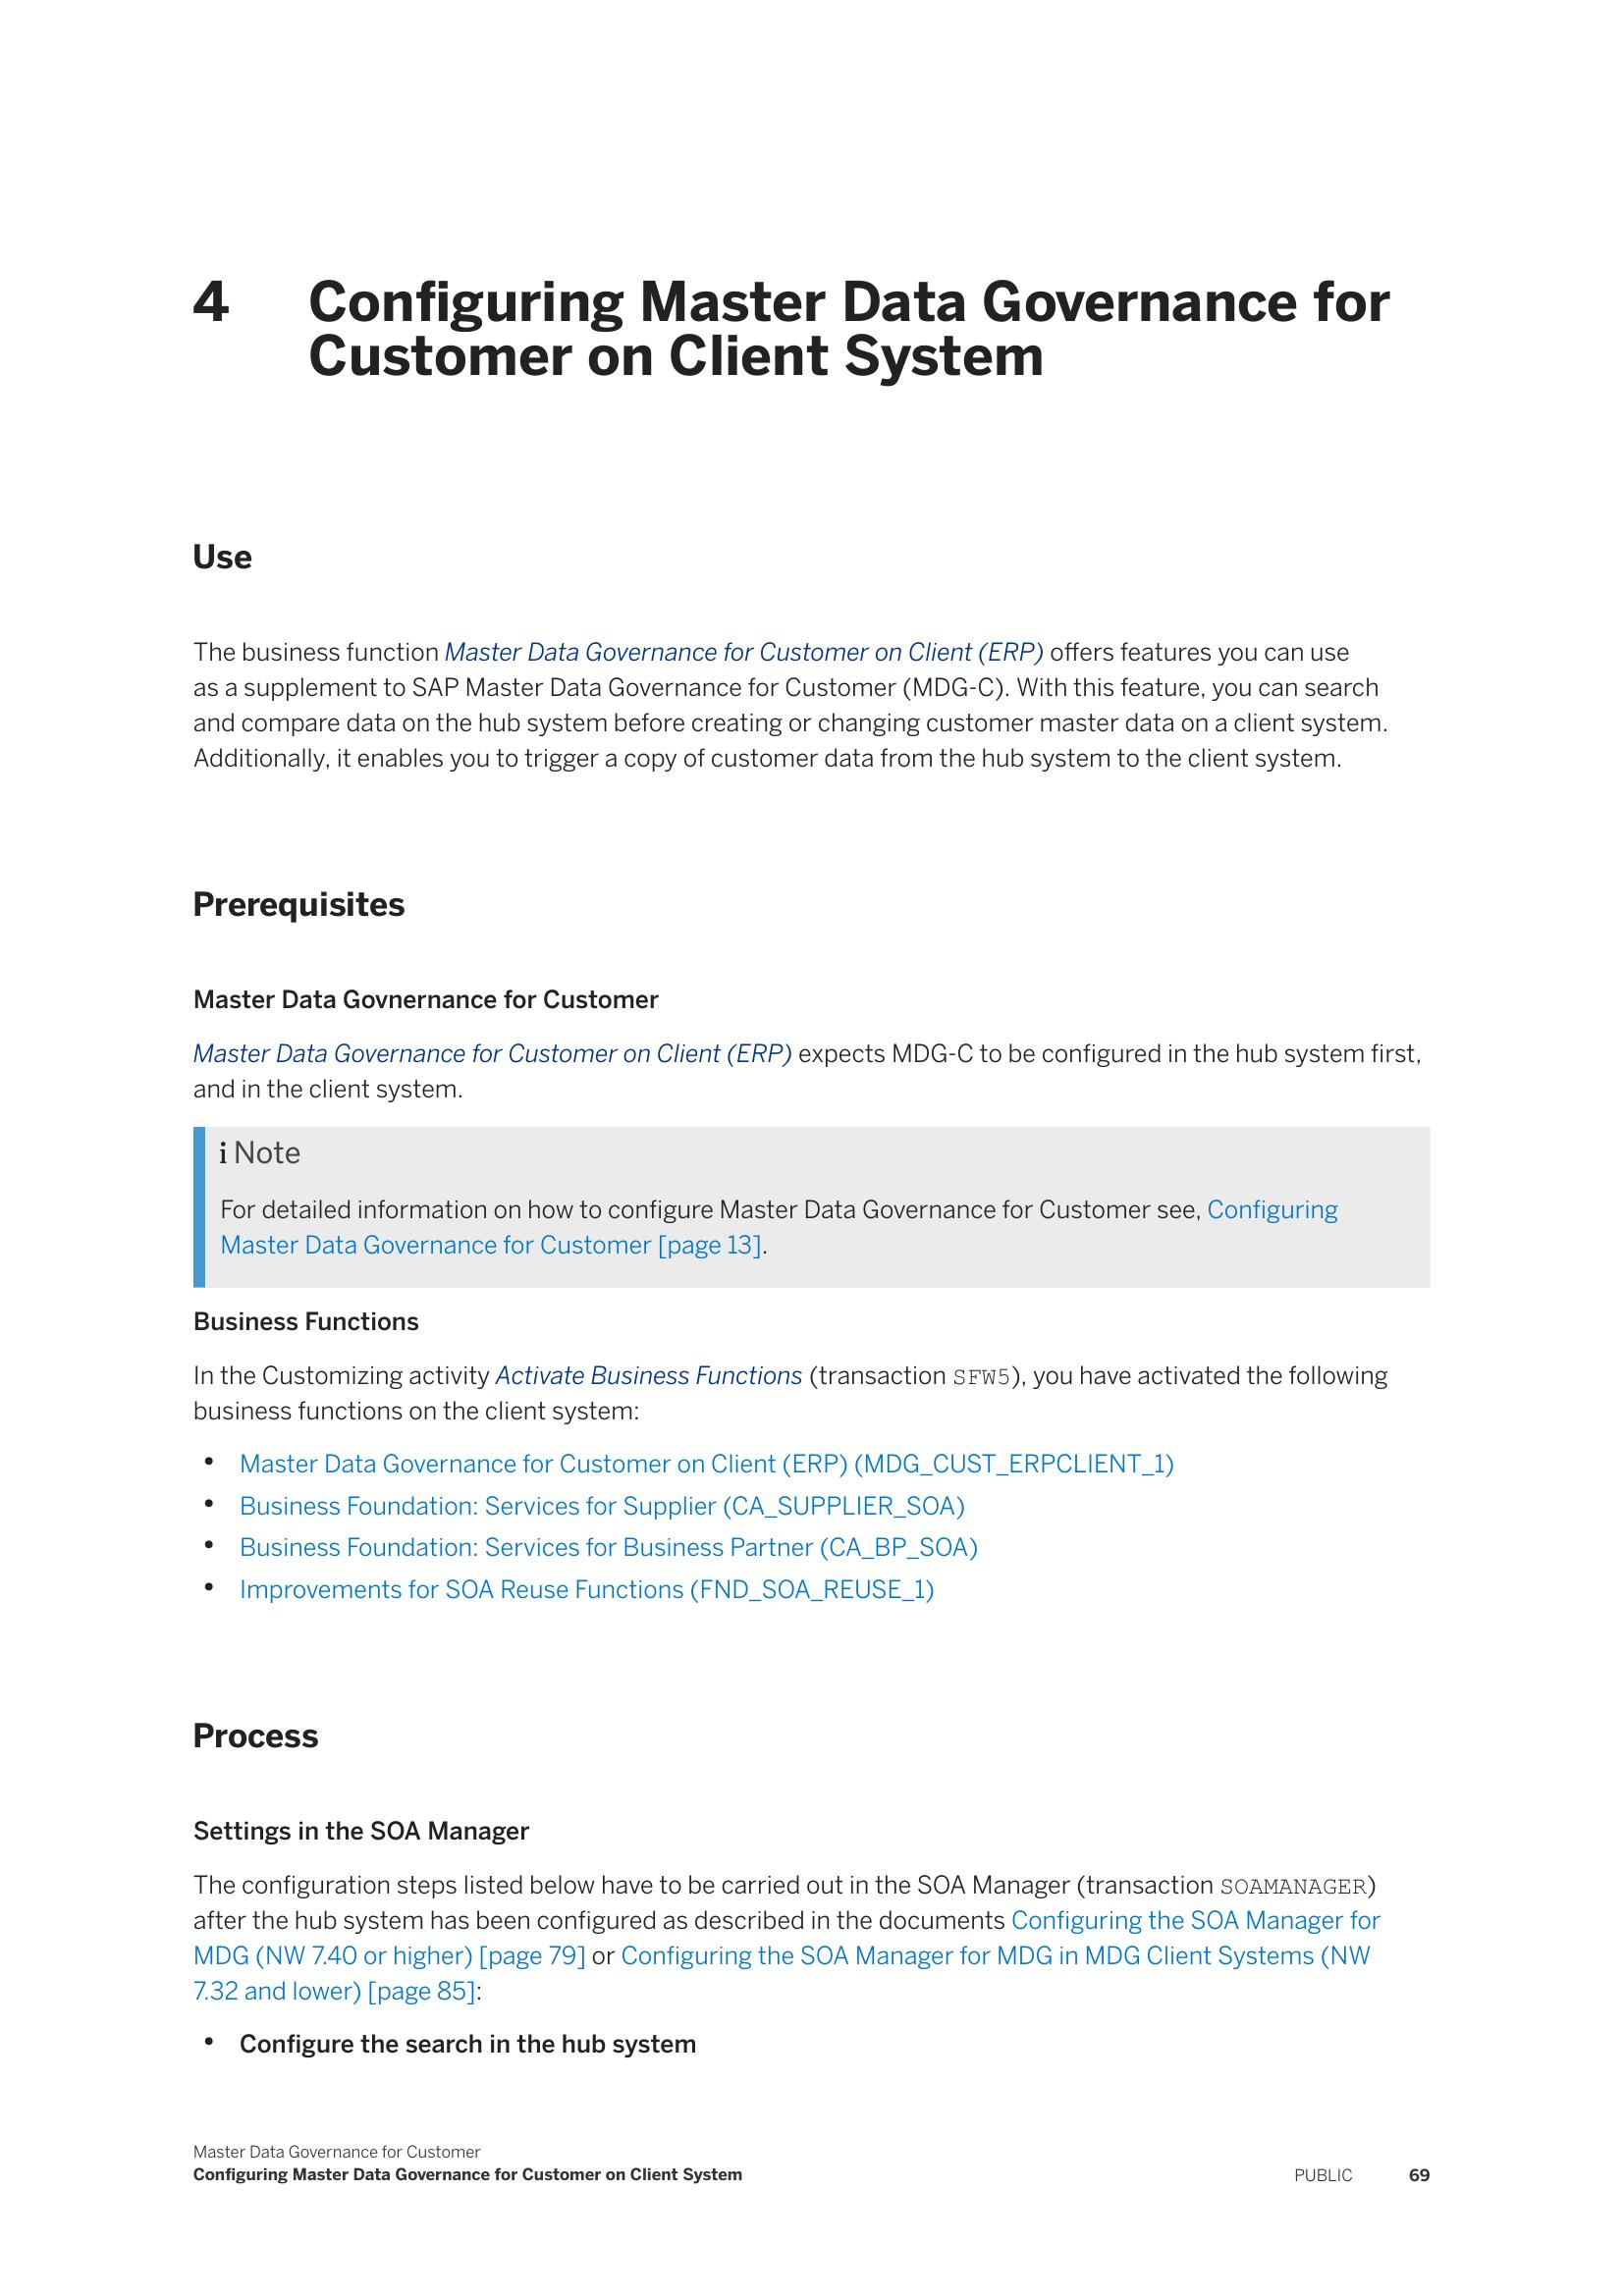 4 Configuring Master Data Governance for
Customer on Client System
Use
The business function Master Data Governance for Customer on Client (ERP) offers features you can use
as a supplement to SAP Master Data Governance for Customer (MDG-C). With this feature, you can search
and compare data on the hub system before creating or changing customer master data on a client system.
Additionally, it enables you to trigger a copy of customer data from the hub system to the client system.
Prerequisites
Master Data Govnernance for Customer
Master Data Governance for Customer on Client (ERP) expects MDG-C to be configured in the hub system first,
and in the client system.
i Note
For detailed information on how to configure Master Data Governance for Customer see, Configuring
Master Data Governance for Customer [page 13].
Business Functions
In the Customizing activity Activate Business Functions (transaction SFW5), you have activated the following
business functions on the client system:
• Master Data Governance for Customer on Client (ERP) (MDG_CUST_ERPCLIENT_1)
• Business Foundation: Services for Supplier (CA_SUPPLIER_SOA)
• Business Foundation: Services for Business Partner (CA_BP_SOA)
• Improvements for SOA Reuse Functions (FND_SOA_REUSE_1)
Process
Settings in the SOA Manager
The configuration steps listed below have to be carried out in the SOA Manager (transaction SOAMANAGER)
after the hub system has been configured as described in the documents Configuring the SOA Manager for
MDG (NW 7.40 or higher) [page 79] or Configuring the SOA Manager for MDG in MDG Client Systems (NW
7.32 and lower) [page 85]:
• Configure the search in the hub system
Master Data Governance for Customer
Configuring Master Data Governance for Customer on Client System PUBLIC 69